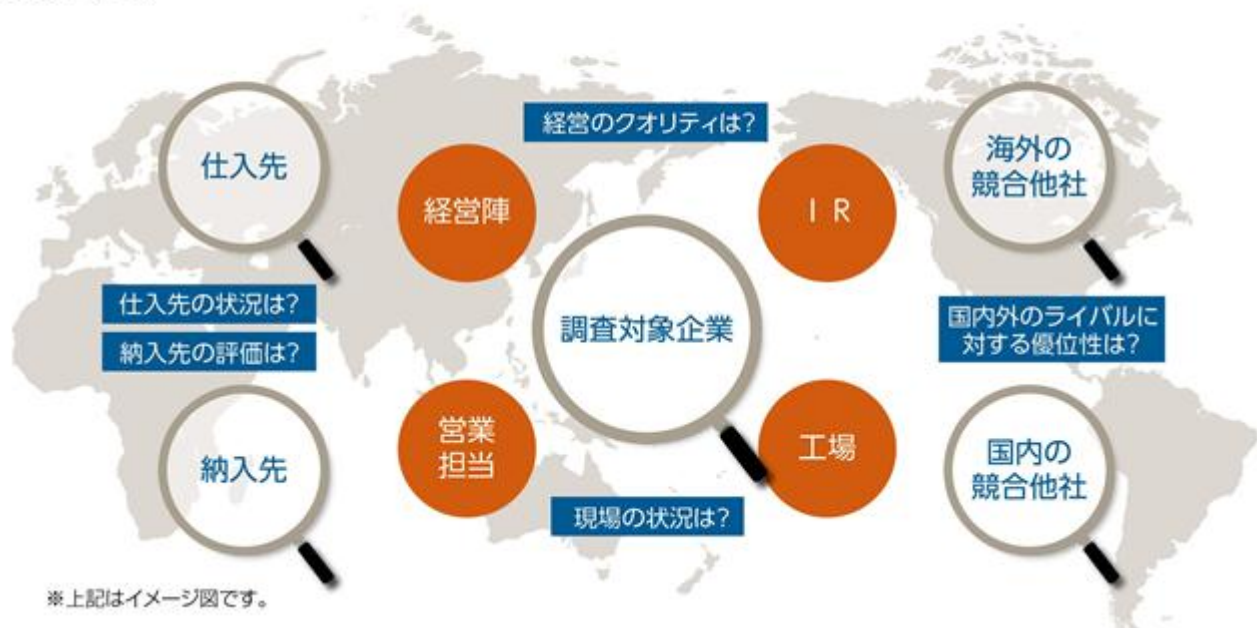 経営のクオリティは?
仕入先
経営陣
I R
海外の
競合他社
仕入先の状況は?
納入先の評価は?
調査対象企業
国内外のライバルに
対する優位性は?
納入先
営業
担当
工場
国内の
競合他社
現場の状況は?
※上記はイメージ図です。